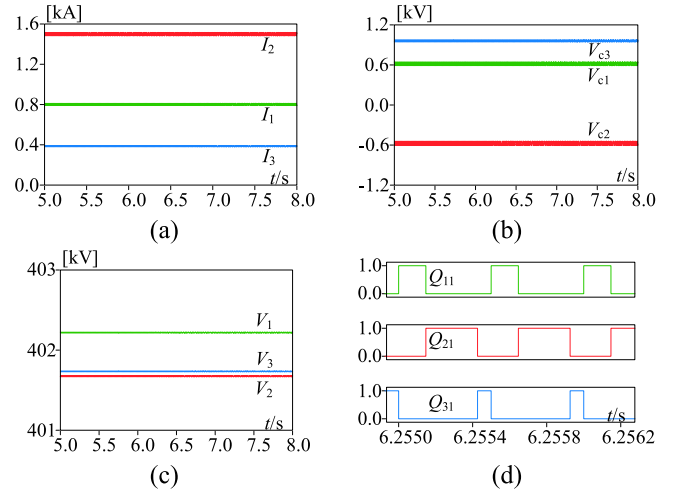 [kA]
1.6
1.2
0.8
0.4
0.0
I2
I1
I3
t/s
5.0 5.5 6.0 6.5 7.0 7.5 8.0
(a)
[kV]
1.2
0.6
0.0
-0.6
-1.2
Vc3
Vc1
Vc2
t/s
5.0 5.5 6.0 6.5 7.0 7.5 8.0
(b)
[kV]
403
402
401
V1
V3
V2
t/s
5.0 5.5 6.0 6.5 7.0 7.5 8.0
(c)
1.0
0.0
Q11
1.0
0.0
Q21
1.0
0.0
Q31
t/s
6.2550 6.2554 6.2558 6.2562
(d)